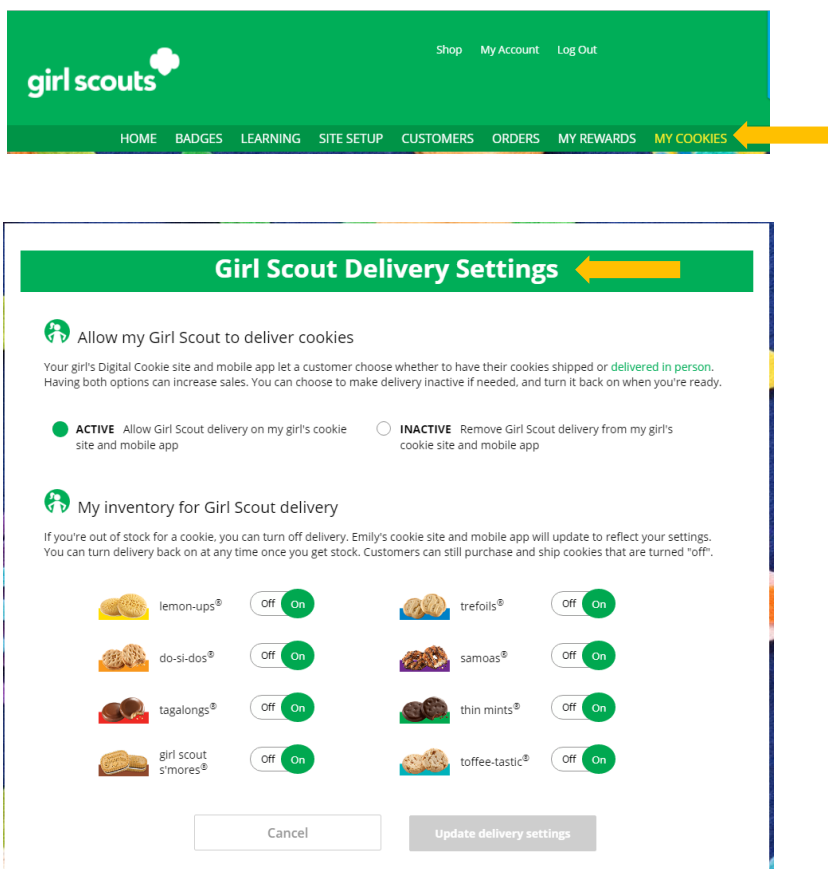 Shop My Account Log Out
girl scouts
HOME BADGES LEARNING SITE SETUP CUSTOMERS ORDERS MY REWARDS MY COOKIES
Girl Scout Delivery Settings
Allow my Girl Scout to deliver cookies
Your girl's Digital Cookie site and mobile app let a customer choose whether to have their cookies shipped or delivered in person.
Having both options can increase sales. You can choose to make delivery inactive if needed, and turn it back on when you're ready.
ACTIVE Allow Girl Scout delivery on my girl's cookie
site and mobile app
INACTIVE Remove Girl Scout delivery from my girl's
cookie site and mobile app
My inventory for Girl Scout delivery
If you're out of stock for a cookie, you can turn off delivery. Emily's cookie site and mobile app will update to reflect your settings.
You can turn delivery back on at any time once you get stock. Customers can still purchase and ship cookies that are turned "off".
lemon-ups® Off On
trefoils® Off On
do-si-dos® Off On
samoas® Off On
tagalongs® Off On
thin mints® Off On
girl scout
s'mores® Off On
toffee-tastic® Off On
Cancel
Update delivery settings